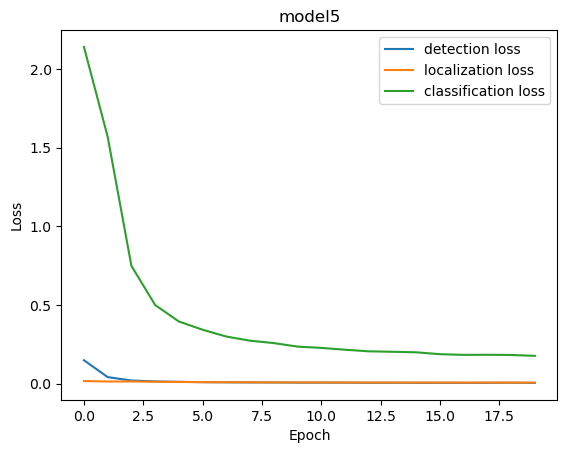 model5
detection loss
localization loss
classification loss
2.0
1.5
1.0
0.5
0.0
Loss
0.0 2.5 5.0 7.5 10.0 12.5 15.0 17.5
Epoch